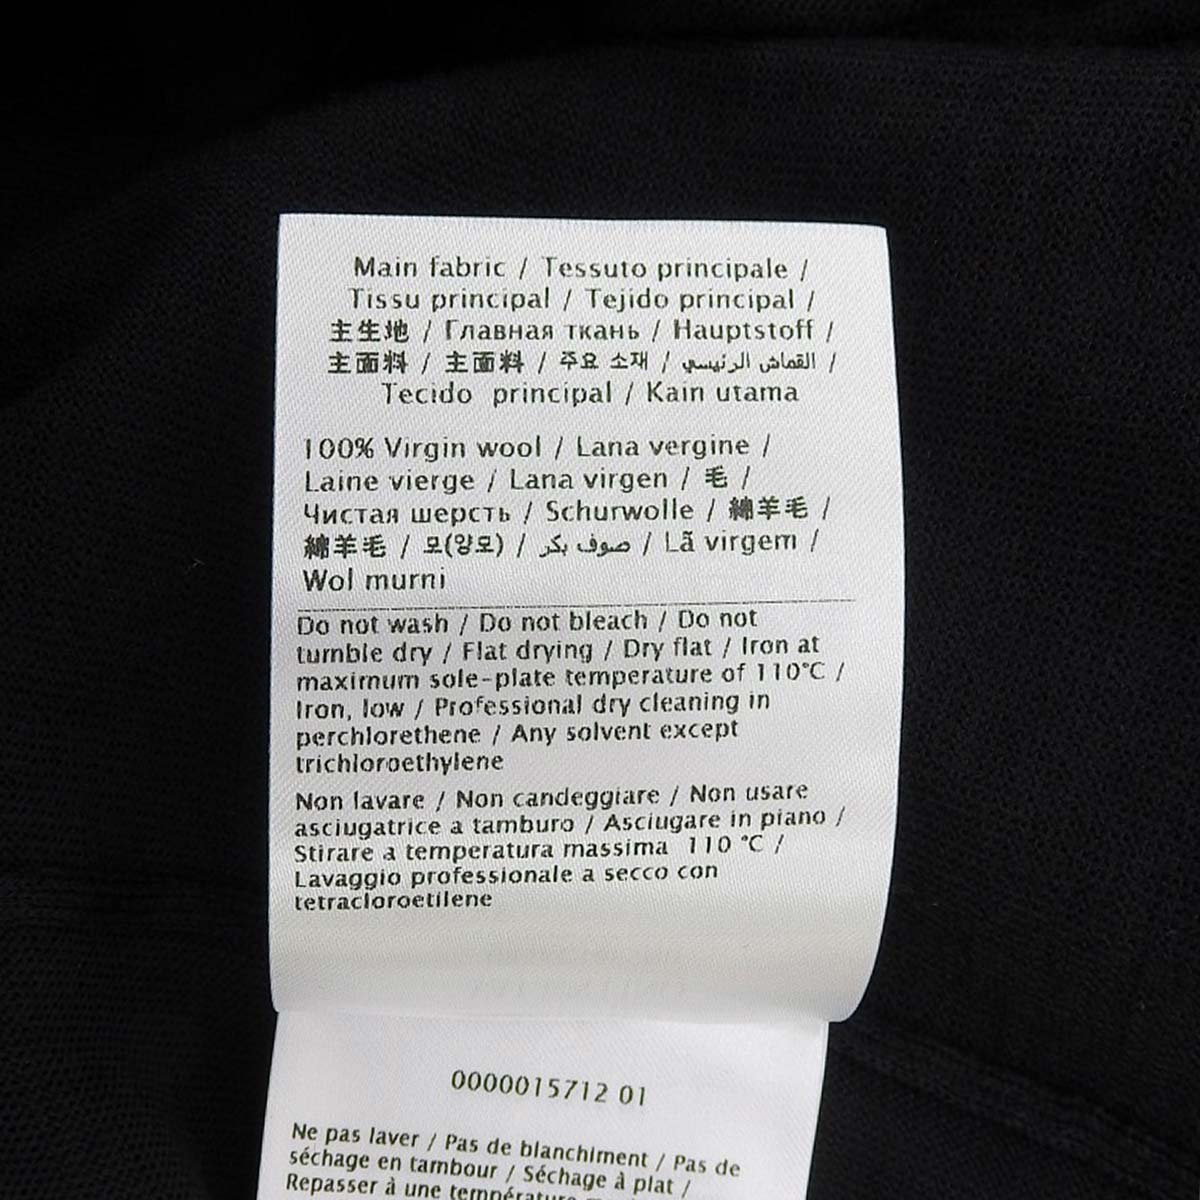 Main fabric / Tessuto principale /
Tissu principal / Tejido principal /
主生地 / Главная ткань / Hauptstoff /
主面料 / 主面料 / 주요 소재 / القماش الرئيسي /
Tecido principal / Kain utama
100% Virgin wool / Lana vergine /
Laine vierge / Lana virgen / 毛 /
Чистая шерсть / Schurwolle / 綿羊毛 /
綿羊毛 / 모(양모) / صوف بكر / Lã virgem /
Wol murni
Do not wash / Do not bleach / Do not
tumble dry / Flat drying / Dry flat / Iron at
maximum sole-plate temperature of 110°C /
Iron, low / Professional dry cleaning in
perchlorethene / Any solvent except
trichloroethylene
Non lavare / Non candeggiare / Non usare
asciugatrice a tamburo / Asciugare in piano /
Stirare a temperatura massima 110 °C /
Lavaggio professionale a secco con
tetracloroetilene
0000015712 01
Ne pas laver / Pas de blanchiment / Pas de
séchage en tambour / Séchage à plat /
Repasser à une température